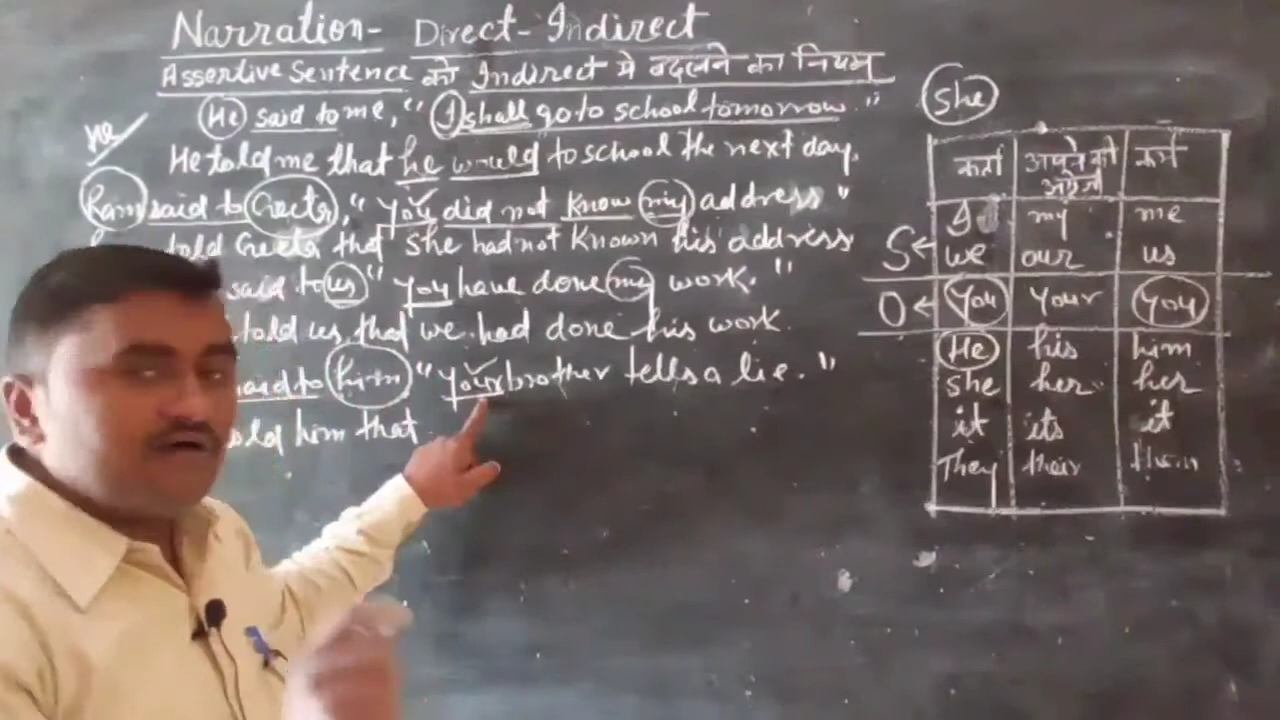 Narration- Direct-Indirect
Assertive Sentence को Indirect मे बदलने का नियम
He said to me, "I shall go to school tomorrow."
He
He told me that he would to school the next day.
Ram said to Geeta, "you did not know my address"
told Geeta that she had not known his address
said to us "you have done my work."
told us that we had done his work.
said to him "your brother tells a lie."
told him that
She
कर्ता अपने को कर्म
I my me
S← we our us
O← you your you
He his him
she her her
it its it
They their them